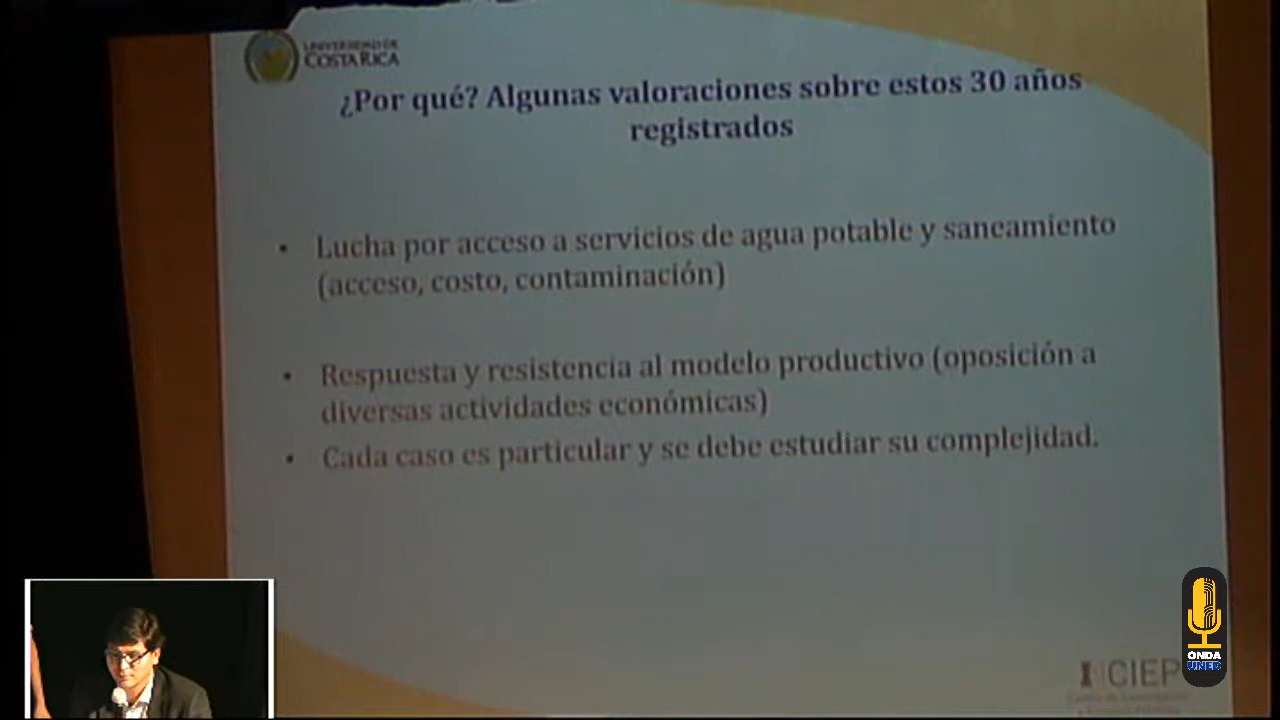 UNIVERSIDAD DE
COSTA RICA
¿Por qué? Algunas valoraciones sobre estos 30 años
registrados
• Lucha por acceso a servicios de agua potable y saneamiento
(acceso, costo, contaminación)
• Respuesta y resistencia al modelo productivo (oposición a
diversas actividades económicas)
• Cada caso es particular y se debe estudiar su complejidad.
CIEP
ONDA
UNED